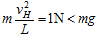 m v_H^2 / L = 1N < mg